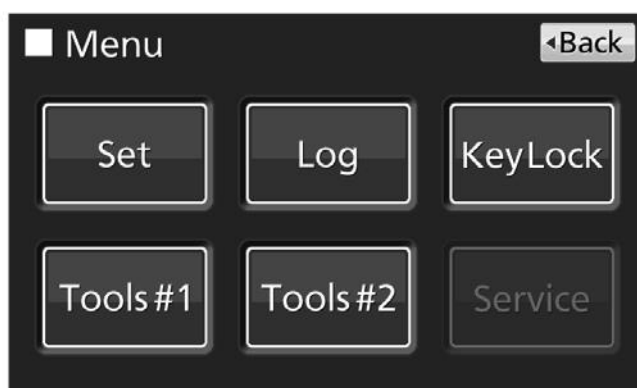 Menu
◂Back
Set
Log
KeyLock
Tools#1
Tools#2
Service